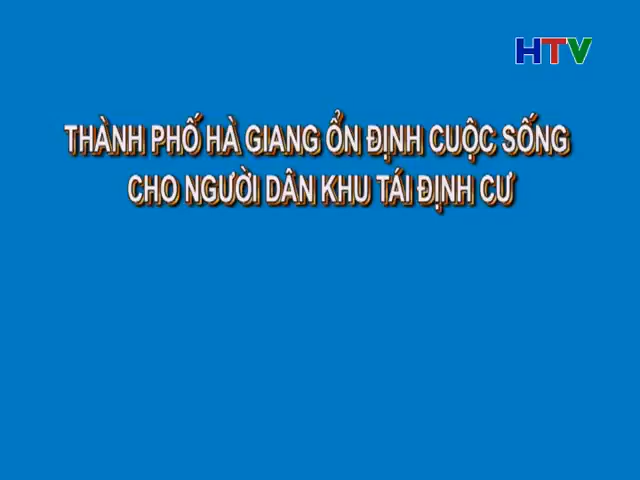 HTV
THÀNH PHỐ HÀ GIANG ỔN ĐỊNH CUỘC SỐNG
CHO NGƯỜI DÂN KHU TÁI ĐỊNH CƯ